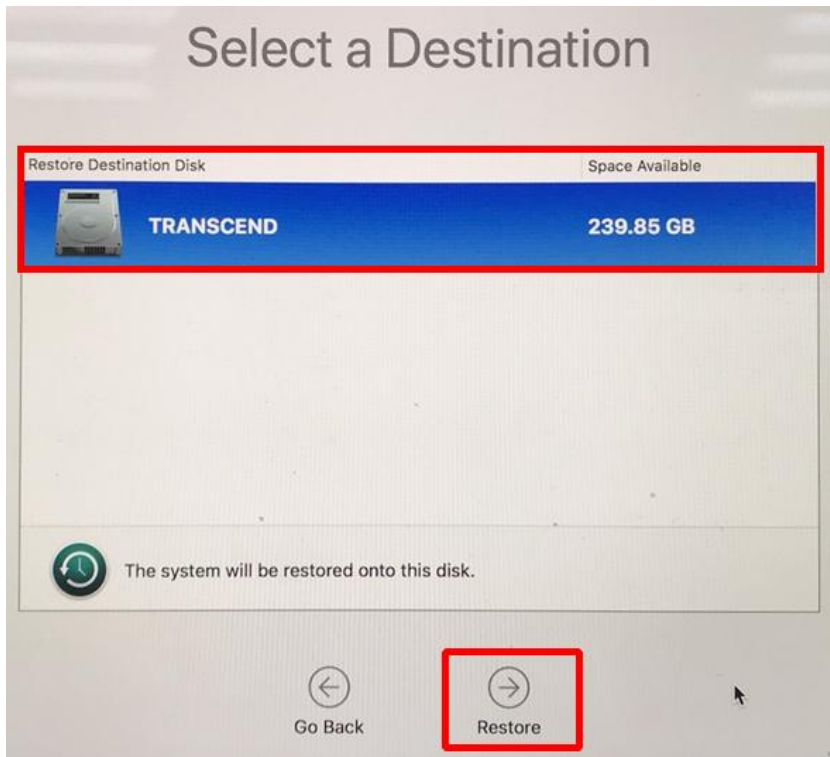 Select a Destination
Restore Destination Disk Space Available
TRANSCEND 239.85 GB
The system will be restored onto this disk.
Go Back Restore